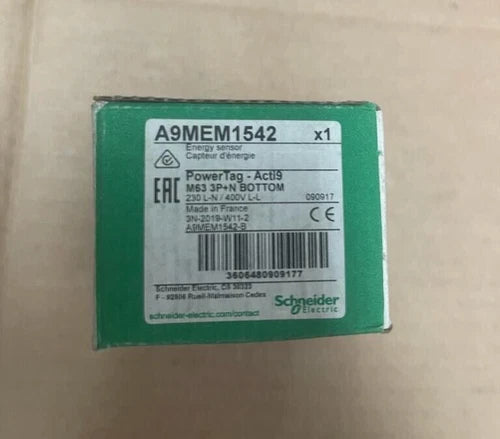 A9MEM1542 x1
Energy sensor
Capteur d'énergie
PowerTag - Acti9
EAC M63 3P+N BOTTOM
230 L-N / 400V L-L 090917
Made in France CE
3N-2019-W11-2
A9MEM1542-B
3606480909177
Schneider Electric, CS 30323
F - 92506 Rueil-Malmaison Cedex
schneider-electric.com/contact
Schneider
Electric